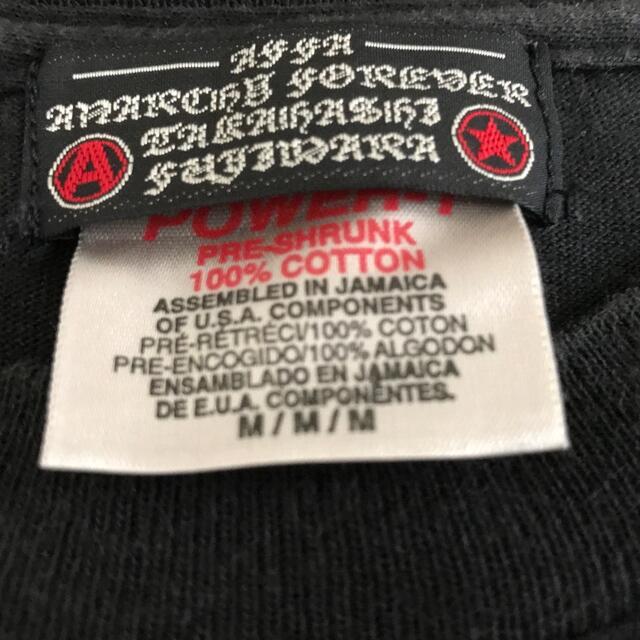 AFFA
ANARCHY FOREVER
TAKAHASHI
FUJIWARA
A
POWER-T
PRE-SHRUNK
100% COTTON
ASSEMBLED IN JAMAICA
OF U.S.A. COMPONENTS
PRÉ-RÉTRÉCI/100% COTON
PRE-ENCOGIDO/100% ALGODON
ENSAMBLADO EN JAMAICA
DE E.U.A. COMPONENTES.
M / M / M